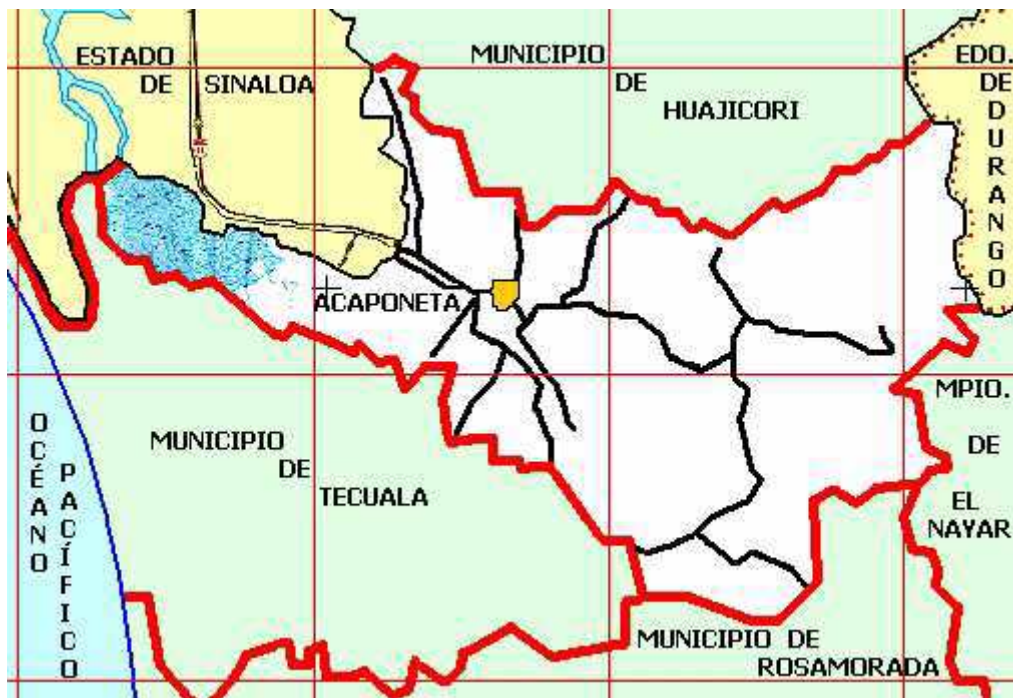 ESTADO
DE SINALOA
MUNICIPIO
DE
HUAJICORI
EDO.
DE
DURANGO
ACAPONETA
MPIO.
DE
EL
NAYAR
OCÉANO
PACÍFICO
MUNICIPIO
DE
TECUALA
MUNICIPIO DE
ROSAMORADA